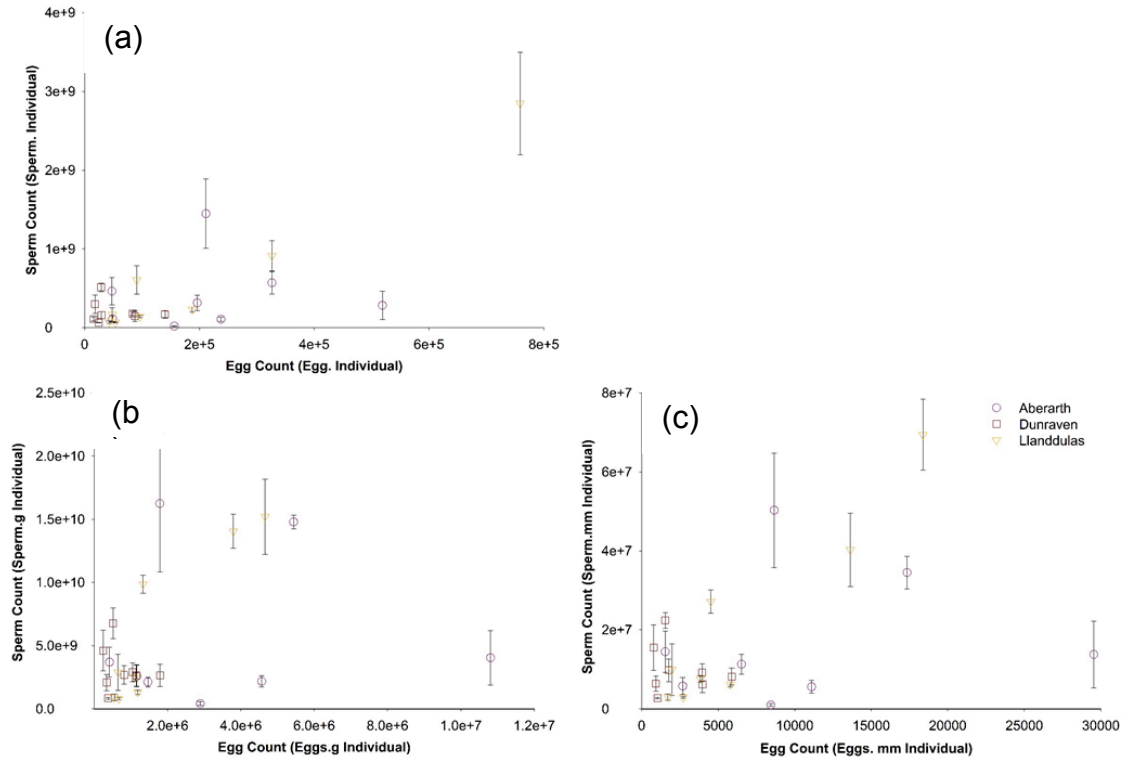 (a)
4e+9
3e+9
2e+9
1e+9
0
Sperm Count (Sperm. Individual)
0 2e+5 4e+5 6e+5 8e+5
Egg Count (Egg. Individual)
(b
2.5e+10
2.0e+10
1.5e+10
1.0e+10
5.0e+9
0.0
Sperm Count (Sperm.g Individual)
2.0e+6 4.0e+6 6.0e+6 8.0e+6 1.0e+7 1.2e+7
Egg Count (Eggs.g Individual)
(c)
8e+7
6e+7
4e+7
2e+7
0
Sperm Count (Sperm.mm Individual)
0 5000 10000 15000 20000 25000 30000
Egg Count (Eggs. mm Individual)
Aberarth
Dunraven
Llanddulas